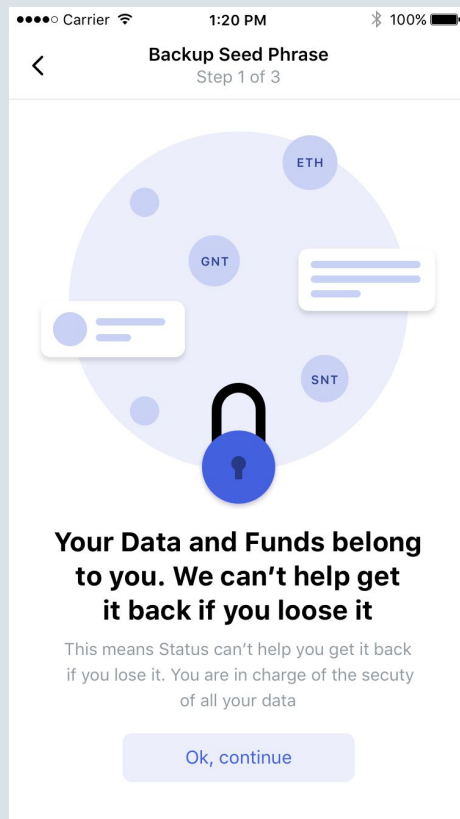 Carrier 1:20 PM 100%
Backup Seed Phrase
Step 1 of 3
ETH
GNT
SNT
Your Data and Funds belong
to you. We can’t help get
it back if you loose it
This means Status can’t help you get it back
if you lose it. You are in charge of the secuty
of all your data
Ok, continue